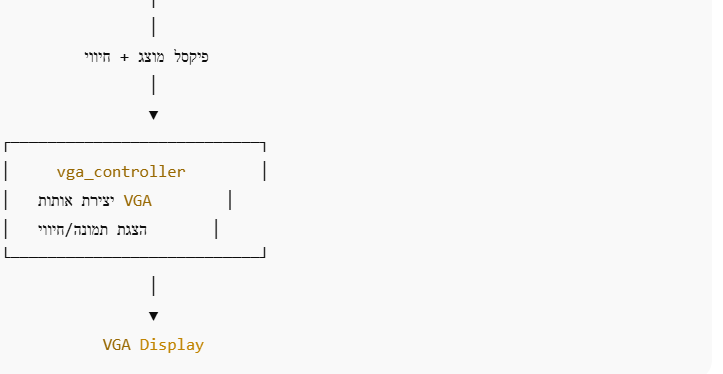 פיקסל מוצג + חיווי
vga_controller
יצירת אותות VGA
הצגת תמונה/חיווי
VGA Display